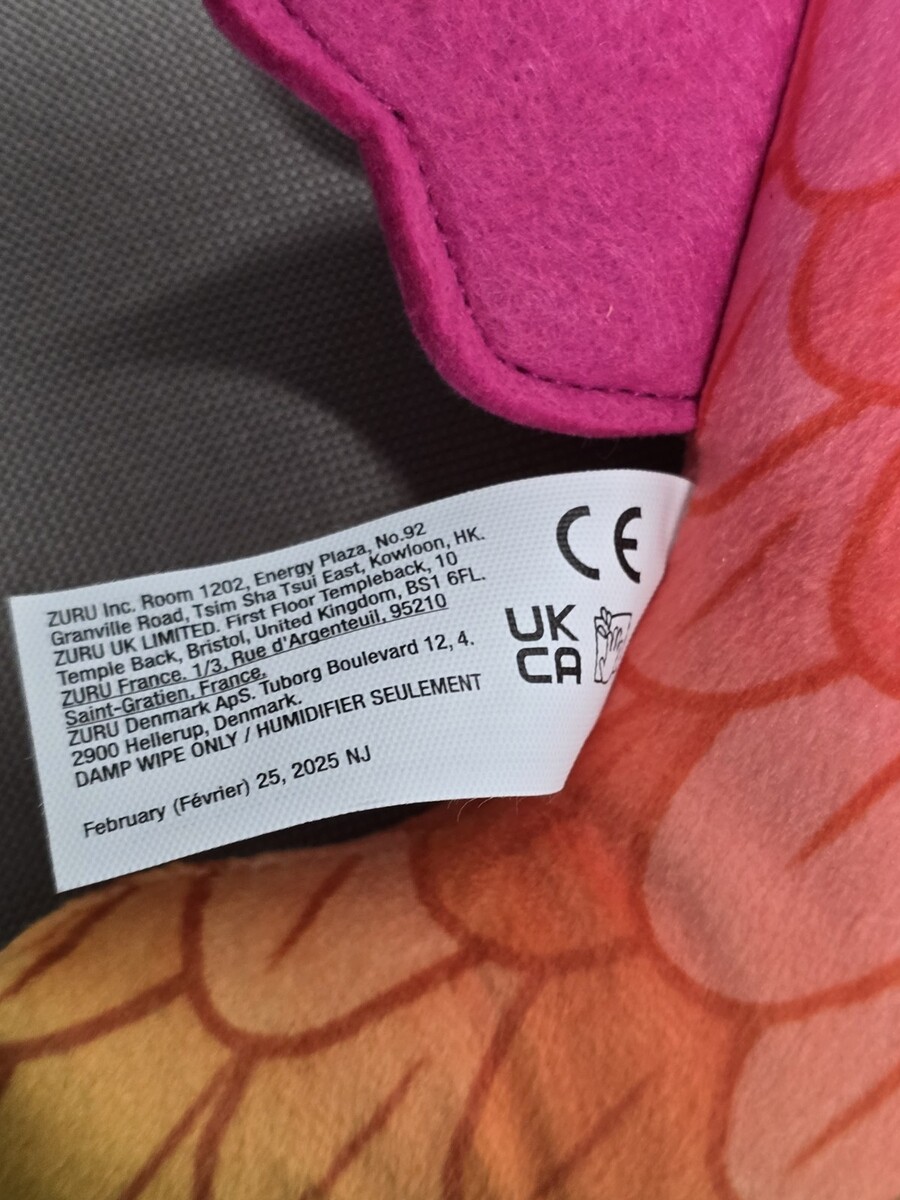 ZURU Inc. Room 1202, Energy Plaza, No.92
Granville Road, Tsim Sha Tsui East, Kowloon, HK.
ZURU UK LIMITED. First Floor Templeback, 10
Temple Back, Bristol, United Kingdom, BS1 6FL.
ZURU France. 1/3, Rue d'Argenteuil, 95210
Saint-Gratien, France.
ZURU Denmark ApS. Tuborg Boulevard 12, 4.
2900 Hellerup, Denmark.
DAMP WIPE ONLY / HUMIDIFIER SEULEMENT
February (Février) 25, 2025 NJ
CE
UK
CA